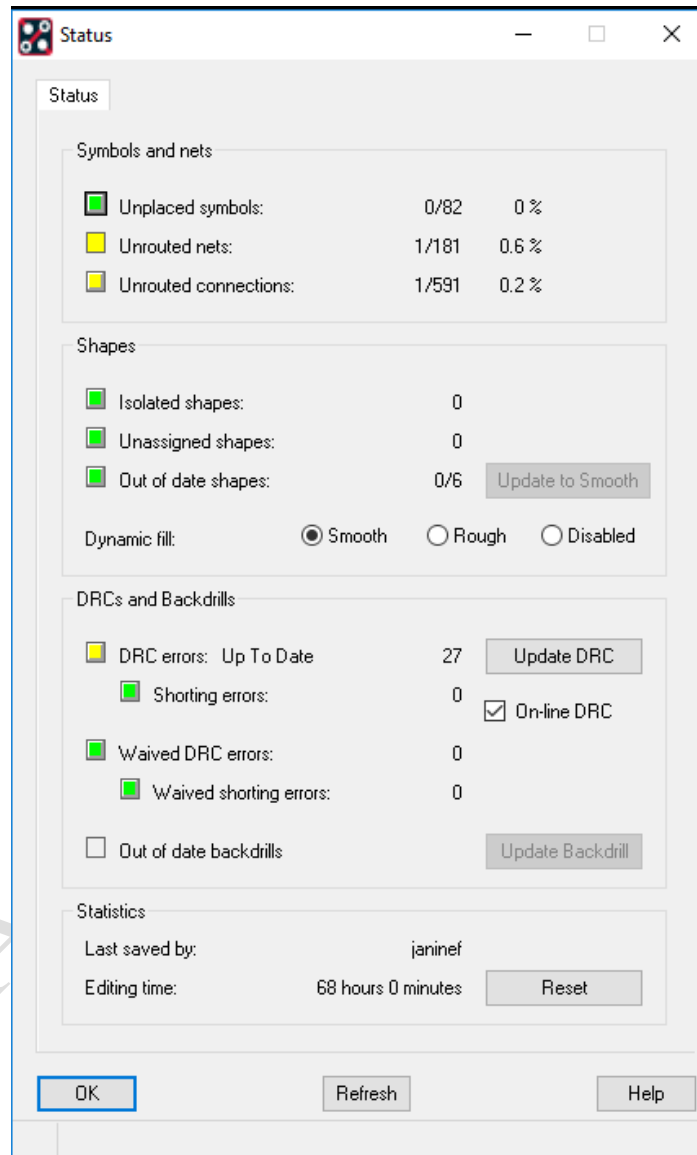 Status
Status
Symbols and nets
Unplaced symbols: 0/82 0 %
Unrouted nets: 1/181 0.6 %
Unrouted connections: 1/591 0.2 %
Shapes
Isolated shapes: 0
Unassigned shapes: 0
Out of date shapes: 0/6 Update to Smooth
Dynamic fill: Smooth Rough Disabled
DRCs and Backdrills
DRC errors: Up To Date 27 Update DRC
Shorting errors: 0
On-line DRC
Waived DRC errors: 0
Waived shorting errors: 0
Out of date backdrills Update Backdrill
Statistics
Last saved by: janinef
Editing time: 68 hours 0 minutes Reset
OK Refresh Help